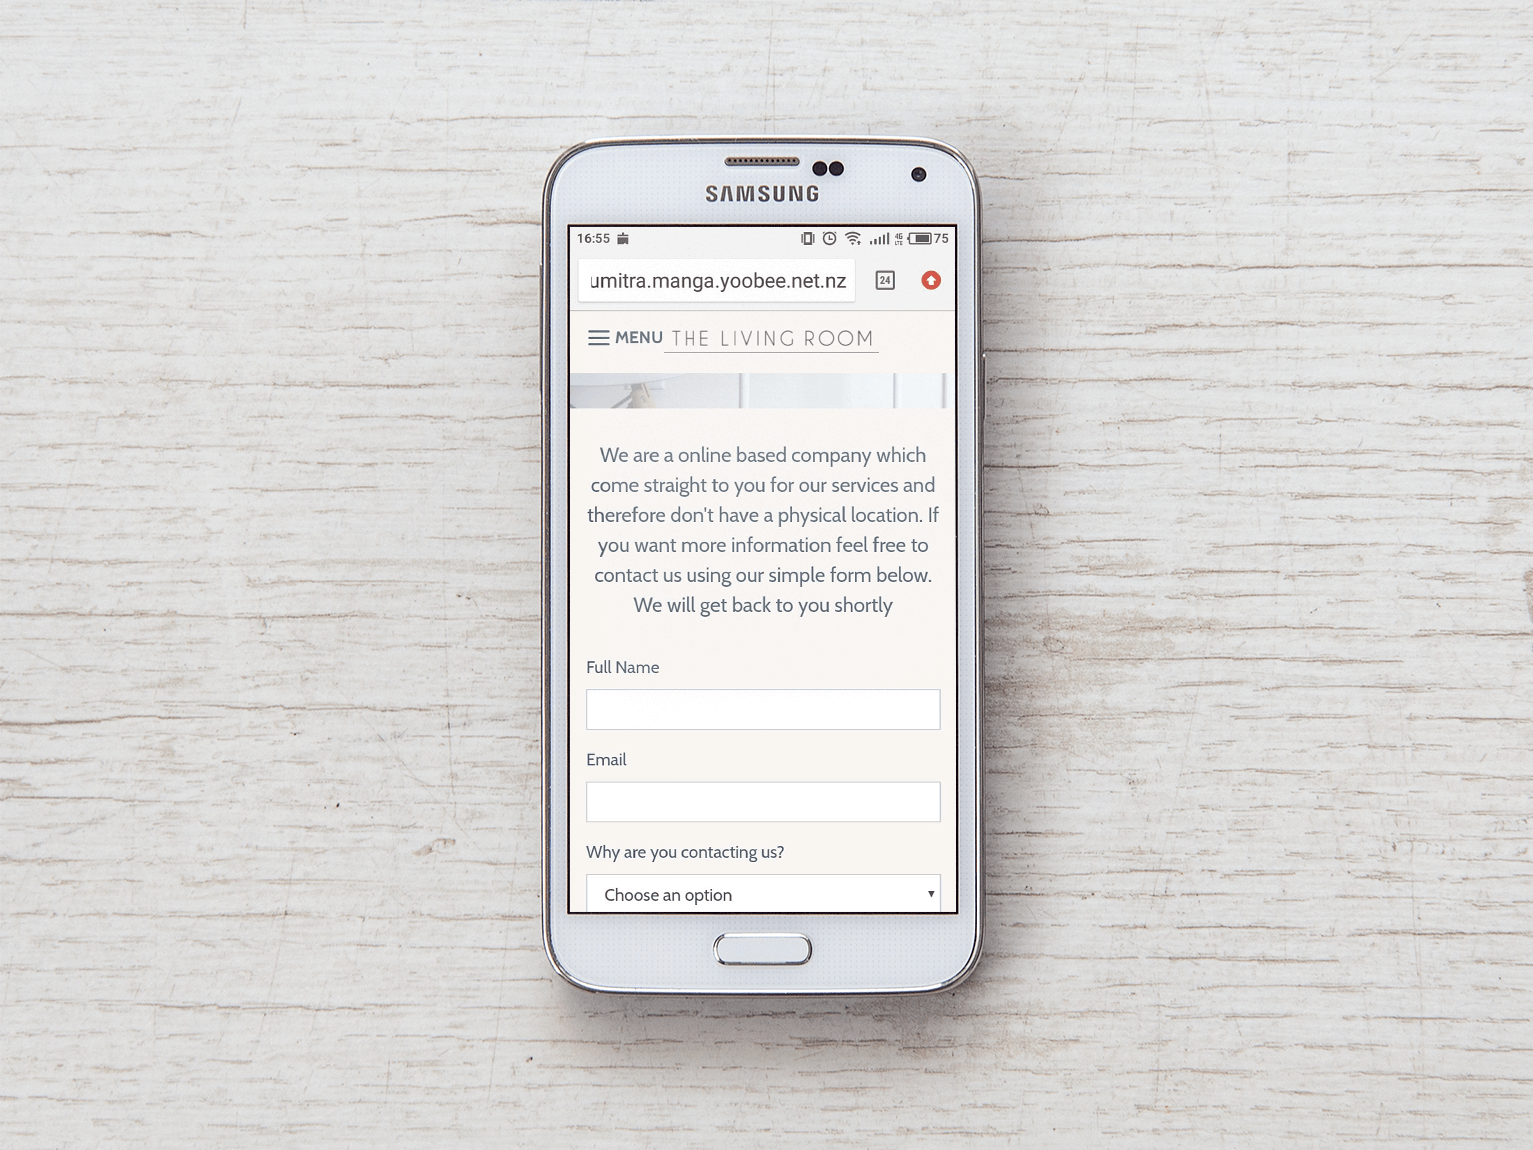 SAMSUNG
16:55
4G
LTE
75
umitra.manga.yoobee.net.nz
24
MENU THE LIVING ROOM
We are a online based company which
come straight to you for our services and
therefore don't have a physical location. If
you want more information feel free to
contact us using our simple form below.
We will get back to you shortly
Full Name
Email
Why are you contacting us?
Choose an option